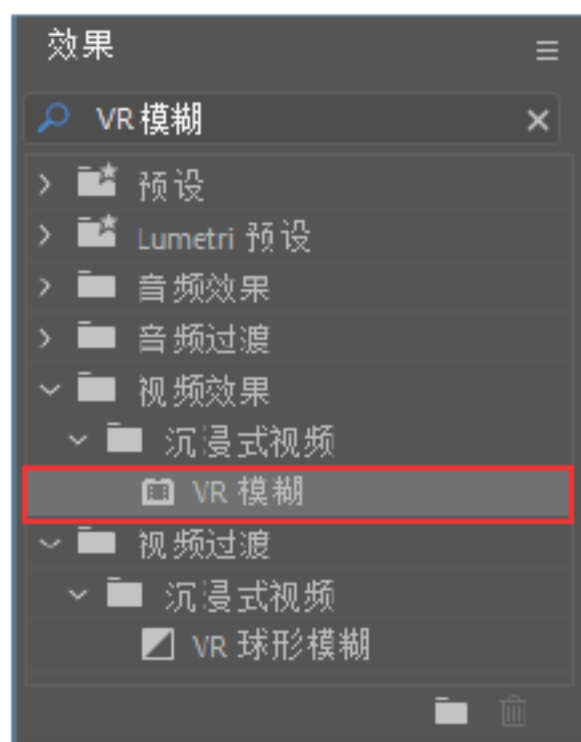 效果
VR模糊
预设
Lumetri 预设
音频效果
音频过渡
视频效果
沉浸式视频
VR 模糊
视频过渡
沉浸式视频
VR 球形模糊